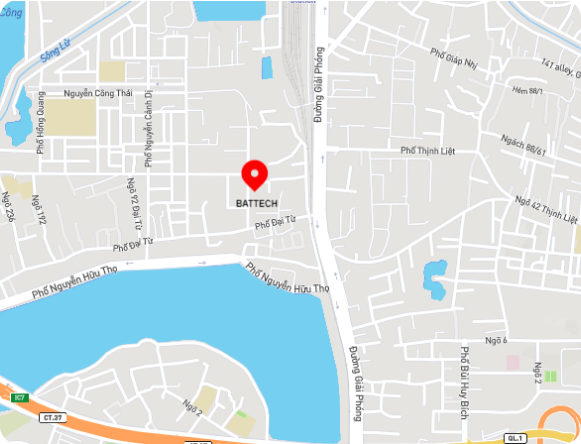 Công
Sông Lừ
Nguyễn Công Thái
Phố Hồng Quang
Phố Nguyễn Cảnh Dị
Đường Giải Phóng
Phố Giáp Nhị
141 alley,
Hẻm 88/1
Ngách 88/61
Phố Thịnh Liệt
Ngõ 236
Ngõ 192
Ngõ 92 Đại Từ
BATTECH
Ngõ 42 Thịnh Liệt
Phố Đại Từ
Phố Đại Từ
Phố Nguyễn Hữu Thọ
Phố Nguyễn Hữu Thọ
Đường Giải Phóng
Ngõ 6
Phố Bùi Huy Bích
Ngõ 2
Ngõ 2
IC7
CT.37
QL.1